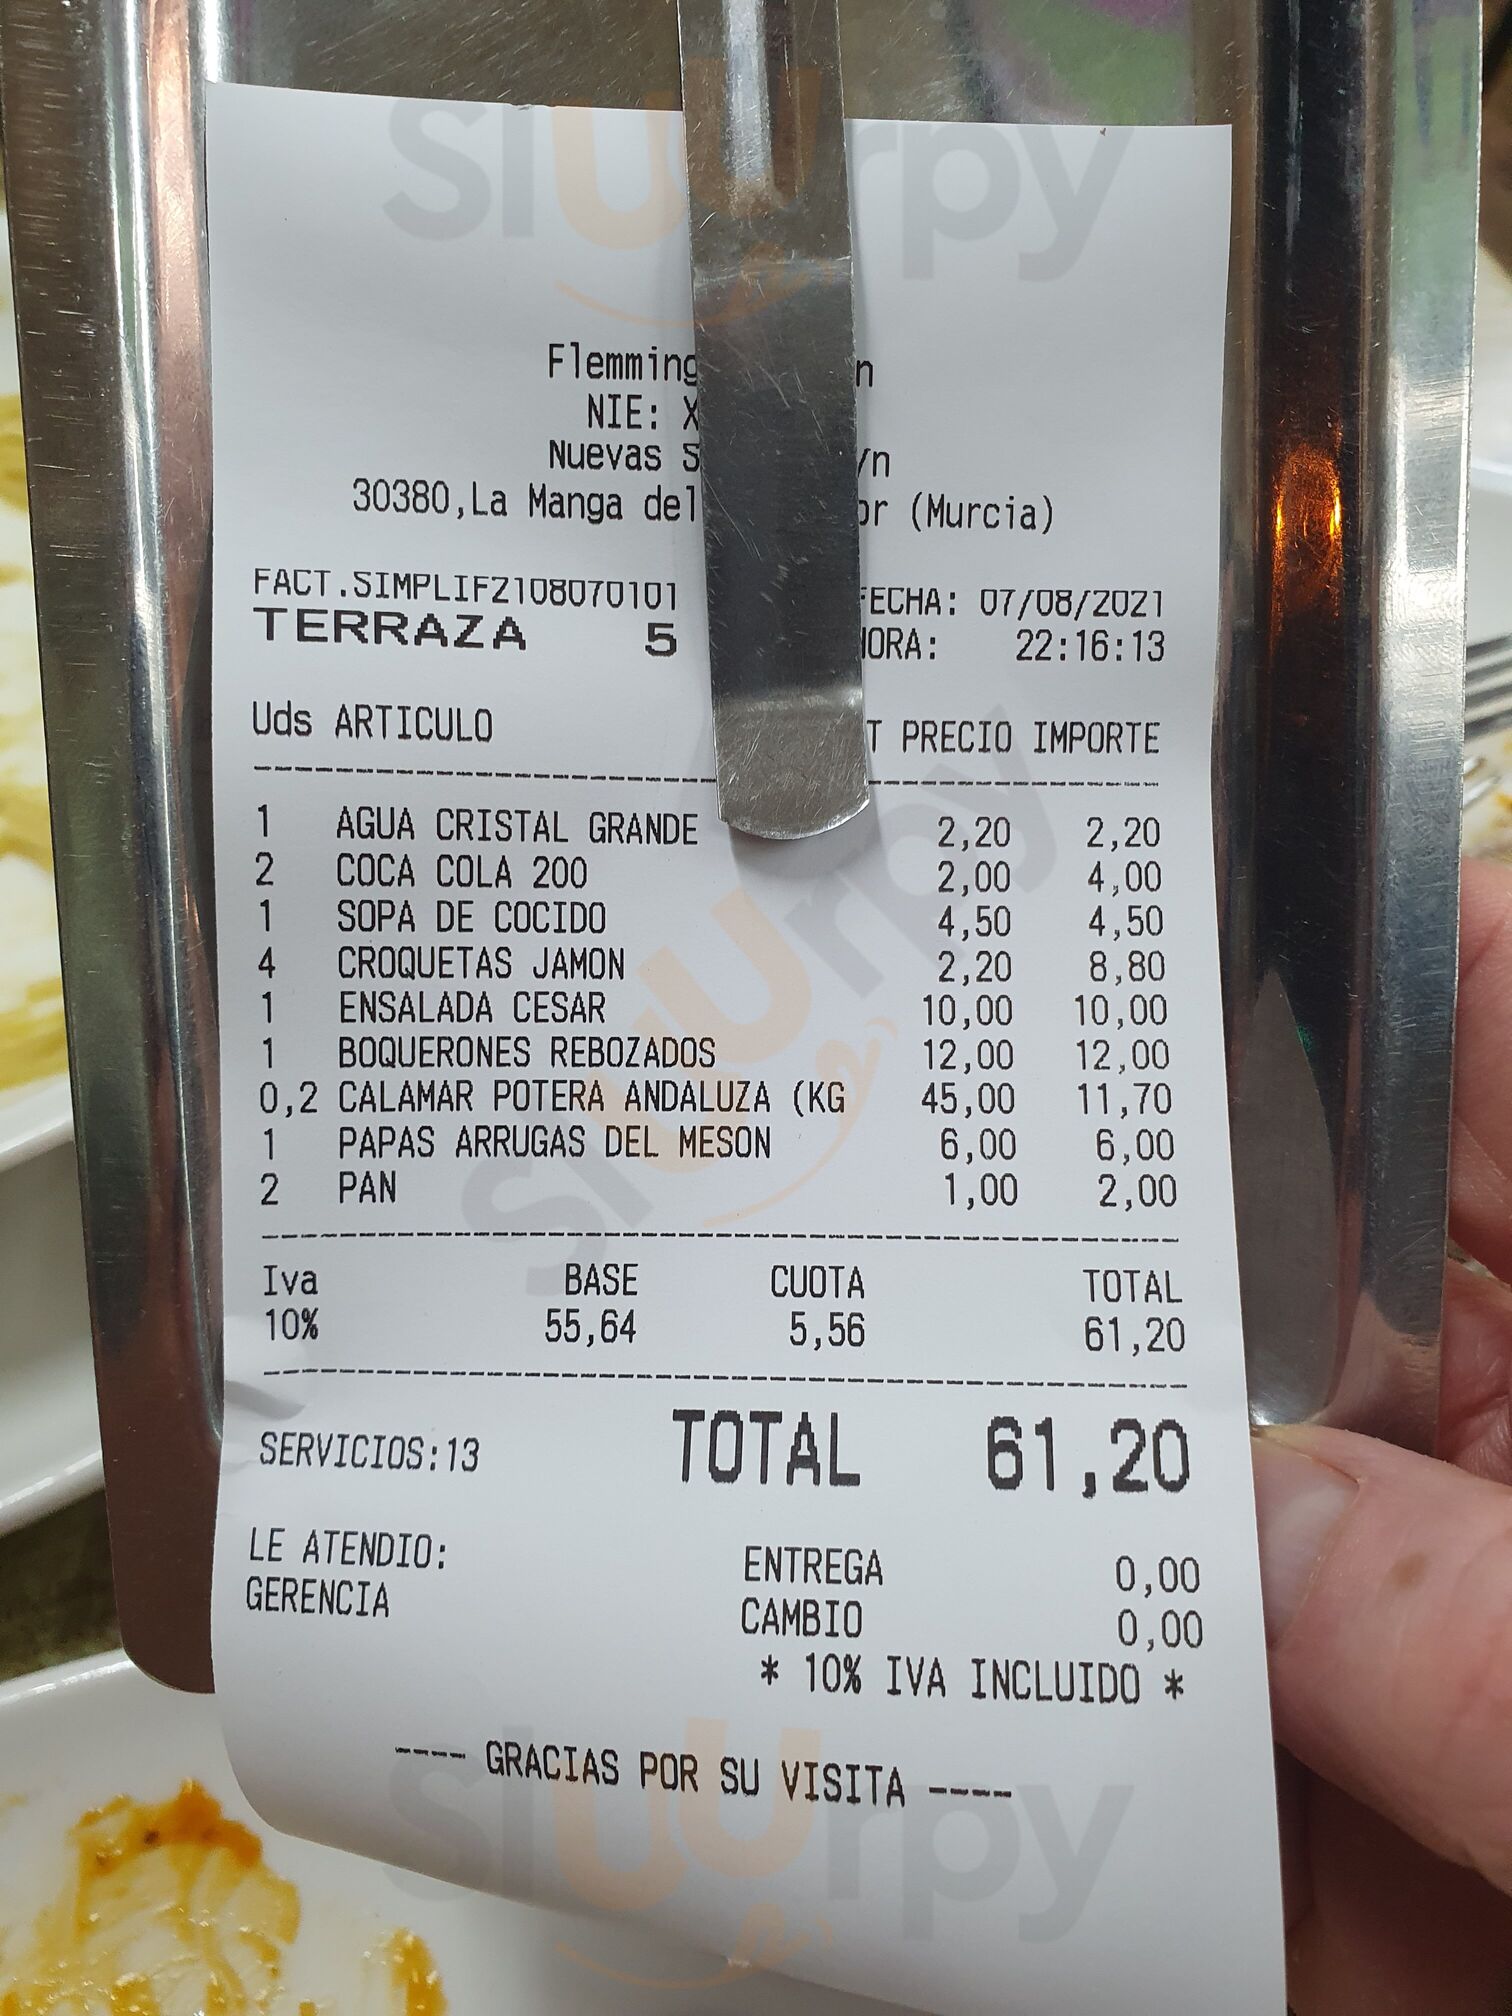 Sluurpy
Flemming n
NIE: X
Nuevas S /n
30380,La Manga del or (Murcia)
FACT.SIMPLIF2108070101 FECHA: 07/08/2021
TERRAZA 5 HORA: 22:16:13
Uds ARTICULO T PRECIO IMPORTE
1 AGUA CRISTAL GRANDE 2,20 2,20
2 COCA COLA 200 2,00 4,00
1 SOPA DE COCIDO 4,50 4,50
4 CROQUETAS JAMON 2,20 8,80
1 ENSALADA CESAR 10,00 10,00
1 BOQUERONES REBOZADOS 12,00 12,00
0,2 CALAMAR POTERA ANDALUZA (KG 45,00 11,70
1 PAPAS ARRUGAS DEL MESON 6,00 6,00
2 PAN 1,00 2,00
Sluurpy
Iva BASE CUOTA TOTAL
10% 55,64 5,56 61,20
SERVICIOS:13 TOTAL 61,20
LE ATENDIO: ENTREGA 0,00
GERENCIA CAMBIO 0,00
* 10% IVA INCLUIDO *
---- GRACIAS POR SU VISITA ----
Sluurpy